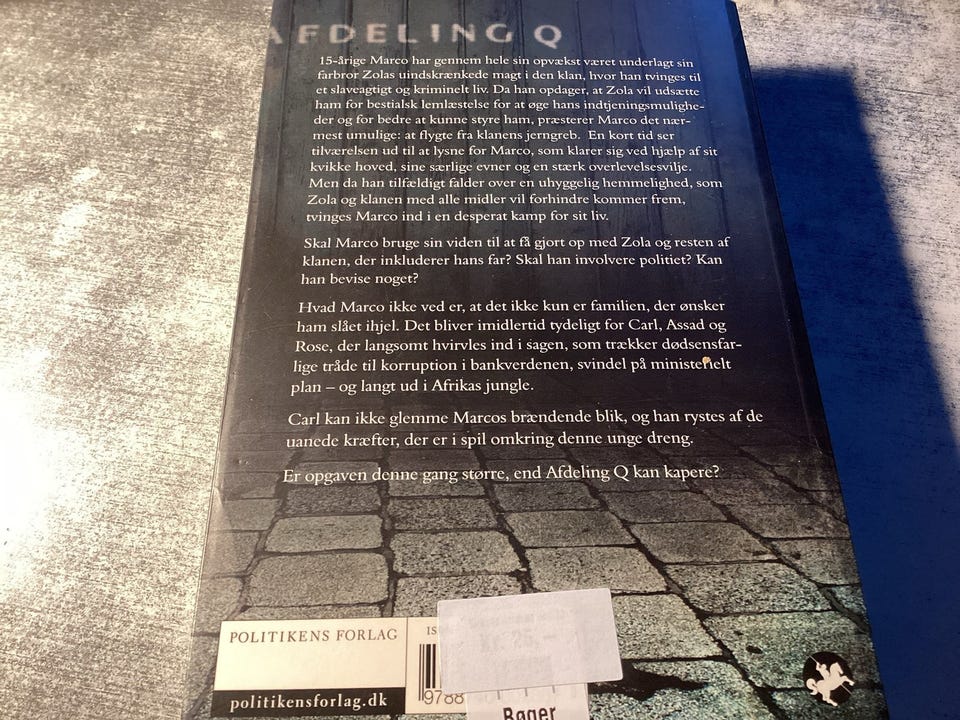 AFDELING Q
15-årige Marco har gennem hele sin opvækst været underlagt sin
farbror Zolas uindskrænkede magt i den klan, hvor han tvinges til
et slaveagtigt og kriminelt liv. Da han opdager, at Zola vil udsætte
ham for bestialsk lemlæstelse for at øge hans indtjeningsmulighe-
der og for bedre at kunne styre ham, præsterer Marco det nær-
mest umulige: at flygte fra klanens jerngreb. En kort tid ser
tilværelsen ud til at lysne for Marco, som klarer sig ved hjælp af sit
kvikke hoved, sine særlige evner og en stærk overlevelsesvilje.
Men da han tilfældigt falder over en uhyggelig hemmelighed, som
Zola og klanen med alle midler vil forhindre kommer frem,
tvinges Marco ind i en desperat kamp for sit liv.
Skal Marco bruge sin viden til at få gjort op med Zola og resten af
klanen, der inkluderer hans far? Skal han involvere politiet? Kan
han bevise noget?
Hvad Marco ikke ved er, at det ikke kun er familien, der ønsker
ham slået ihjel. Det bliver imidlertid tydeligt for Carl, Assad og
Rose, der langsomt hvirvles ind i sagen, som trækker dødsensfar-
lige tråde til korruption i bankverdenen, svindel på ministerielt
plan – og langt ud i Afrikas jungle.
Carl kan ikke glemme Marcos brændende blik, og han rystes af de
uanede kræfter, der er i spil omkring denne unge dreng.
Er opgaven denne gang større, end Afdeling Q kan kapere?
POLITIKENS FORLAG
politikensforlag.dk
IS
Kr. 25,-
9788
Bøger